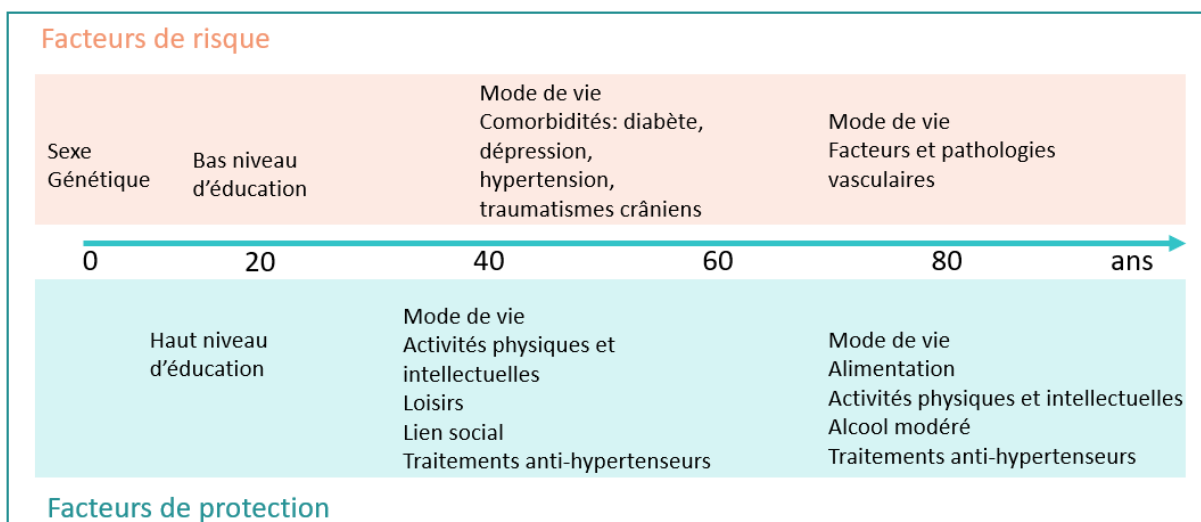 Facteurs de risque
Sexe
Génétique
Bas niveau
d'éducation
Mode de vie
Comorbidités: diabète,
dépression,
hypertension,
traumatismes crâniens
Mode de vie
Facteurs et pathologies
vasculaires
0 20 40 60 80 ans
Haut niveau
d'éducation
Mode de vie
Activités physiques et
intellectuelles
Loisirs
Lien social
Traitements anti-hypertenseurs
Mode de vie
Alimentation
Activités physiques et intellectuelles
Alcool modéré
Traitements anti-hypertenseurs
Facteurs de protection